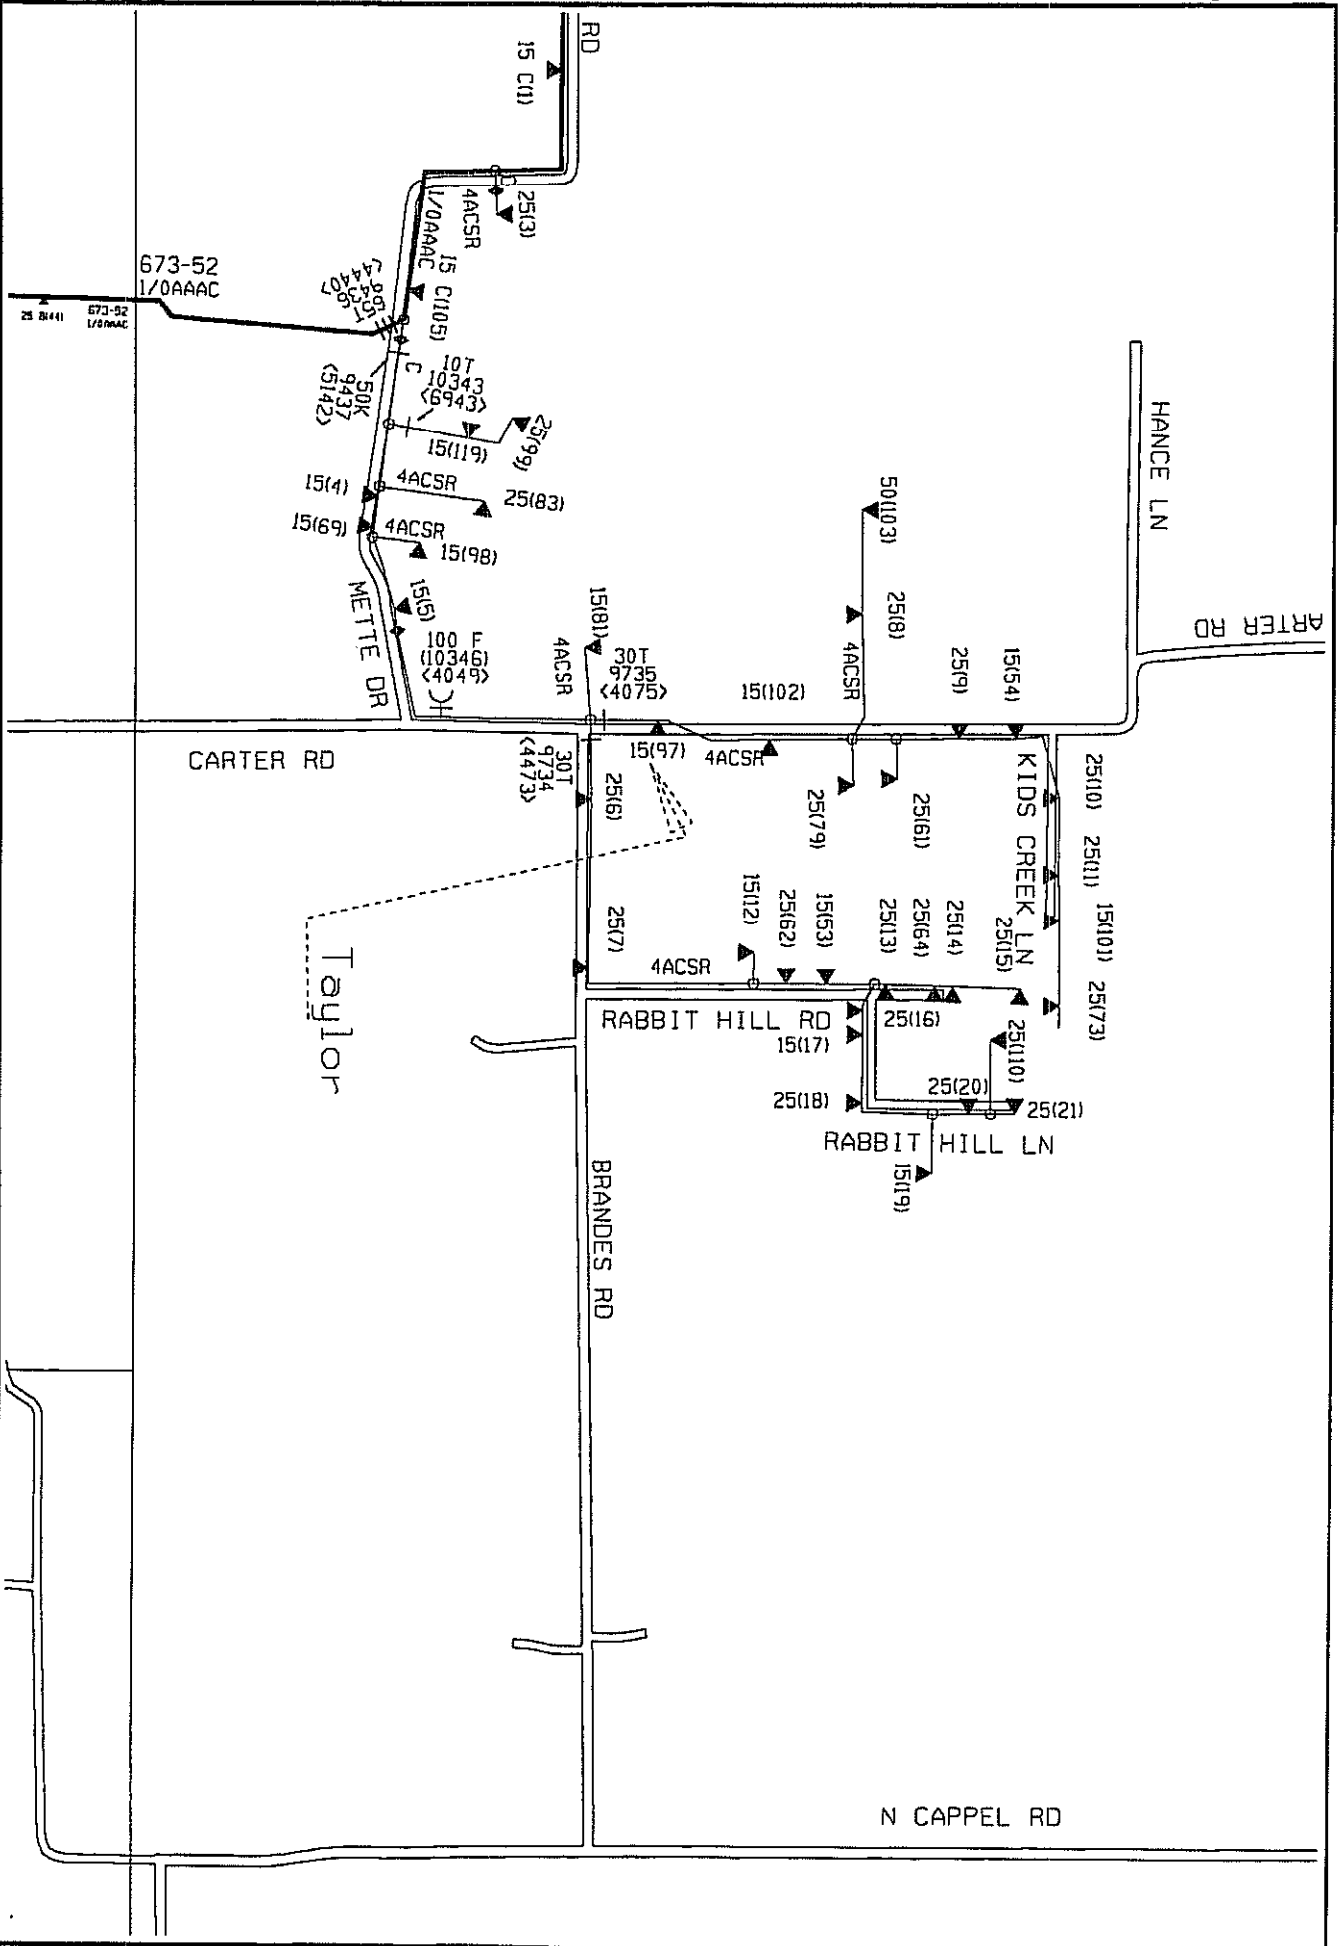 RD
15 C(1)
25(3)
4ACSR
1/0AAAC
15 C(105)
673-52
1/0AAAC
25 B(44)
673-52
1/0AAAC
15T
6943
<4440>
C
50K
9437
<5142>
10T
10343
<6943>
15(119)
25(99)
15(4)
4ACSR
25(83)
15(69)
4ACSR
15(98)
METTE DR
15(5)
100 F
(10346)
<4049>
15(81)
4ACSR
30T
9735
<4075>
15(102)
50(103)
25(8)
4ACSR
25(9)
15(54)
HANCE LN
ARTER RD
CARTER RD
30T
9734
<4473>
15(97)
4ACSR
25(6)
25(79)
25(61)
KIDS CREEK LN
25(10)
25(11)
15(101)
25(73)
Taylor
25(7)
4ACSR
15(12)
25(62)
15(53)
25(13)
25(64)
25(14)
25(15)
RABBIT HILL RD
25(16)
15(17)
25(18)
25(110)
25(20)
25(21)
RABBIT HILL LN
15(19)
BRANDES RD
N CAPPEL RD